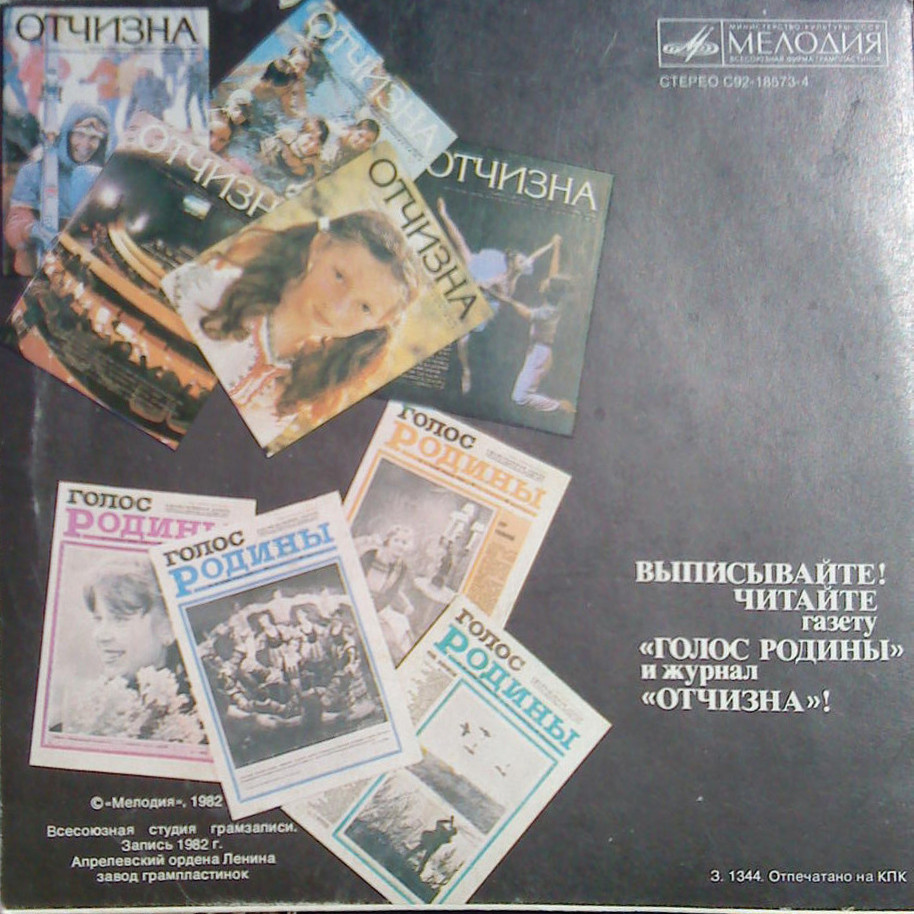 ОТЧИЗНА
ОТЧИЗНА
ОТЧИЗНА
ОТЧИЗНА
ОТЧИЗНА
МИНИСТЕРСТВО КУЛЬТУРЫ СССР
МЕЛОДИЯ
ВСЕСОЮЗНАЯ ФИРМА ГРАМПЛАСТИНОК
СТЕРЕО С92-18573-4
ГОЛОС
РОДИНЫ
ГОЛОС
РОДИНЫ
ГОЛОС
РОДИНЫ
ГОЛОС
РОДИНЫ
ВЫПИСЫВАЙТЕ!
ЧИТАЙТЕ
газету
«ГОЛОС РОДИНЫ»
и журнал
«ОТЧИЗНА»!
©«Мелодия», 1982
Всесоюзная студия грамзаписи.
Запись 1982 г.
Апрелевский ордена Ленина
завод грампластинок
З. 1344. Отпечатано на КПК